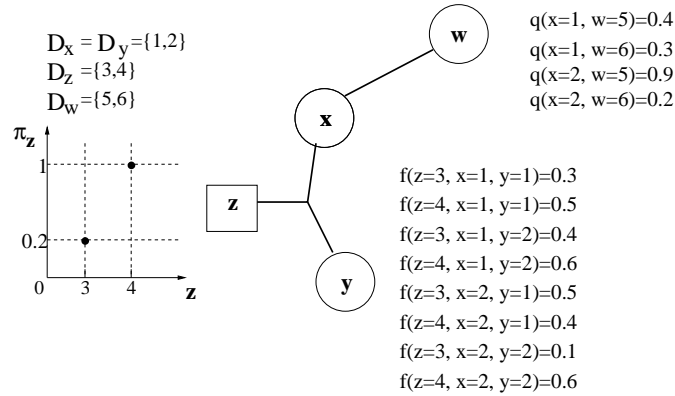 D_x = D_y ={1,2}
D_z ={3,4}
D_w ={5,6}
π_z
1
0.2
0
3
4
z
w
x
z
y
q(x=1, w=5)=0.4
q(x=1, w=6)=0.3
q(x=2, w=5)=0.9
q(x=2, w=6)=0.2
f(z=3, x=1, y=1)=0.3
f(z=4, x=1, y=1)=0.5
f(z=3, x=1, y=2)=0.4
f(z=4, x=1, y=2)=0.6
f(z=3, x=2, y=1)=0.5
f(z=4, x=2, y=1)=0.4
f(z=3, x=2, y=2)=0.1
f(z=4, x=2, y=2)=0.6